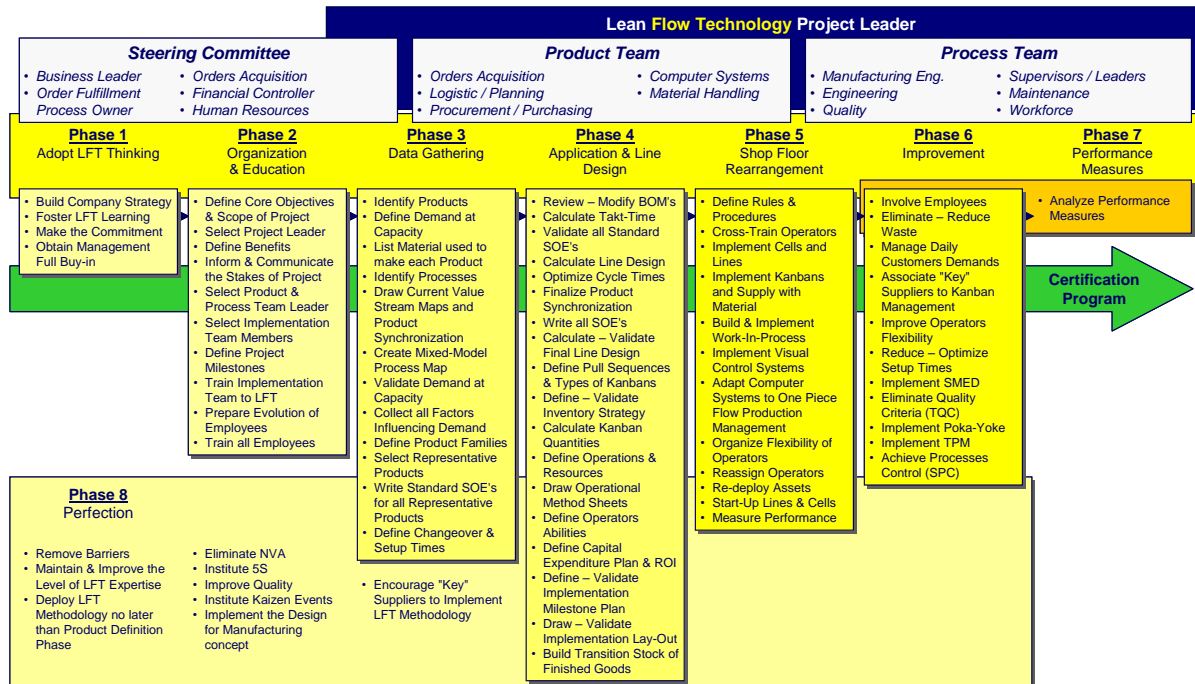 Lean Flow Technology Project Leader
Steering Committee
• Business Leader
• Order Fulfillment
Process Owner
• Orders Acquisition
• Financial Controller
• Human Resources
Product Team
• Orders Acquisition
• Logistic / Planning
• Procurement / Purchasing
• Computer Systems
• Material Handling
Process Team
• Manufacturing Eng.
• Engineering
• Quality
• Supervisors / Leaders
• Maintenance
• Workforce
Phase 1
Adopt LFT Thinking
Phase 2
Organization
& Education
Phase 3
Data Gathering
Phase 4
Application & Line
Design
Phase 5
Shop Floor
Rearrangement
Phase 6
Improvement
Phase 7
Performance
Measures
• Build Company Strategy
• Foster LFT Learning
• Make the Commitment
• Obtain Management
Full Buy-in
• Define Core Objectives
& Scope of Project
• Select Project Leader
• Define Benefits
• Inform & Communicate
the Stakes of Project
• Select Product &
Process Team Leader
• Select Implementation
Team Members
• Define Project
Milestones
• Train Implementation
Team to LFT
• Prepare Evolution of
Employees
• Train all Employees
• Identify Products
• Define Demand at
Capacity
• List Material used to
make each Product
• Identify Processes
• Draw Current Value
Stream Maps and
Product
Synchronization
• Create Mixed-Model
Process Map
• Validate Demand at
Capacity
• Collect all Factors
Influencing Demand
• Define Product Families
• Select Representative
Products
• Write Standard SOE's
for all Representative
Products
• Define Changeover &
Setup Times
• Review – Modify BOM's
• Calculate Takt-Time
• Validate all Standard
SOE's
• Calculate Line Design
• Optimize Cycle Times
• Finalize Product
Synchronization
• Write all SOE's
• Calculate – Validate
Final Line Design
• Define Pull Sequences
& Types of Kanbans
• Define – Validate
Inventory Strategy
• Calculate Kanban
Quantities
• Define Operations &
Resources
• Draw Operational
Method Sheets
• Define Operators
Abilities
• Define Capital
Expenditure Plan & ROI
• Define – Validate
Implementation
Milestone Plan
• Draw – Validate
Implementation Lay-Out
• Build Transition Stock of
Finished Goods
• Define Rules &
Procedures
• Cross-Train Operators
• Implement Cells and
Lines
• Implement Kanbans
and Supply with
Material
• Build & Implement
Work-In-Process
• Implement Visual
Control Systems
• Adapt Computer
Systems to One Piece
Flow Production
Management
• Organize Flexibility of
Operators
• Reassign Operators
• Re-deploy Assets
• Start-Up Lines & Cells
• Measure Performance
• Involve Employees
• Eliminate – Reduce
Waste
• Manage Daily
Customers Demands
• Associate "Key"
Suppliers to Kanban
Management
• Improve Operators
Flexibility
• Reduce – Optimize
Setup Times
• Implement SMED
• Eliminate Quality
Criteria (TQC)
• Implement Poka-Yoke
• Implement TPM
• Achieve Processes
Control (SPC)
• Analyze Performance
Measures
Certification
Program
Phase 8
Perfection
• Remove Barriers
• Maintain & Improve the
Level of LFT Expertise
• Deploy LFT
Methodology no later
than Product Definition
Phase
• Eliminate NVA
• Institute 5S
• Improve Quality
• Institute Kaizen Events
• Implement the Design
for Manufacturing
concept
• Encourage "Key"
Suppliers to Implement
LFT Methodology